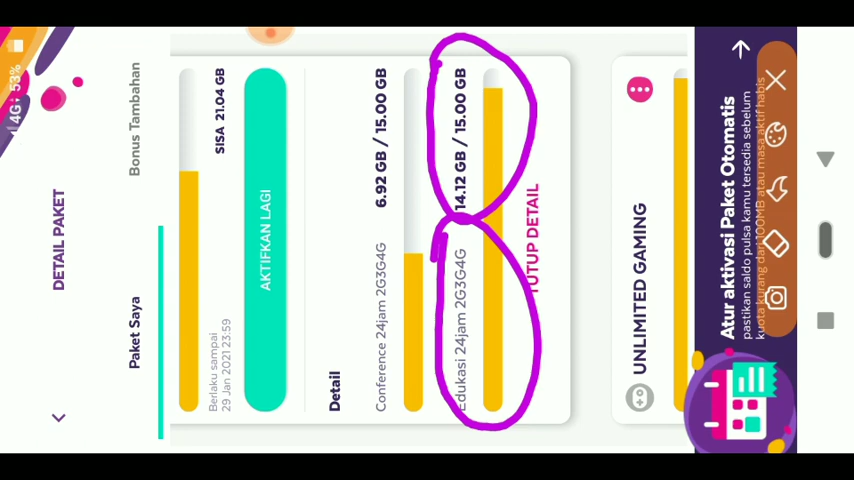 4G 53%
DETAIL PAKET
Paket Saya
Bonus Tambahan
SISA 21.04 GB
Berlaku sampai
29 Jan 2021 23:59
AKTIFKAN LAGI
Detail
Conference 24jam 2G3G4G 6.92 GB / 15.00 GB
Edukasi 24jam 2G3G4G 14.12 GB / 15.00 GB
TUTUP DETAIL
UNLIMITED GAMING
Atur aktivasi Paket Otomatis
pastikan saldo pulsa kamu tersedia sebelum
kuota kurang dari 100MB atau masa aktif habis